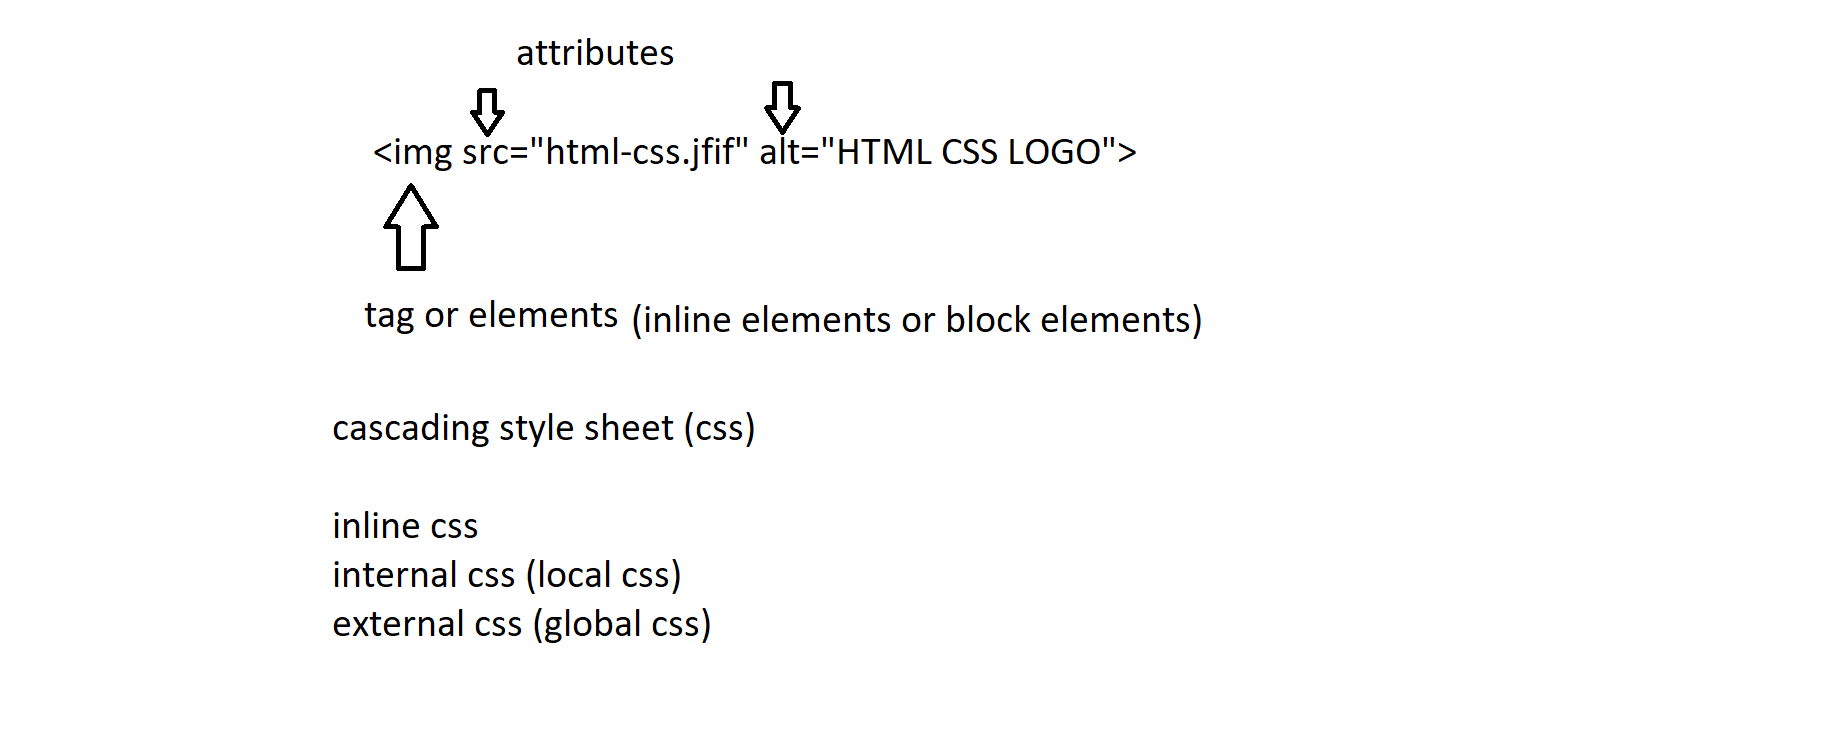 attributes
<img src="html-css.jfif" alt="HTML CSS LOGO">
tag or elements (inline elements or block elements)
cascading style sheet (css)
inline css
internal css (local css)
external css (global css)